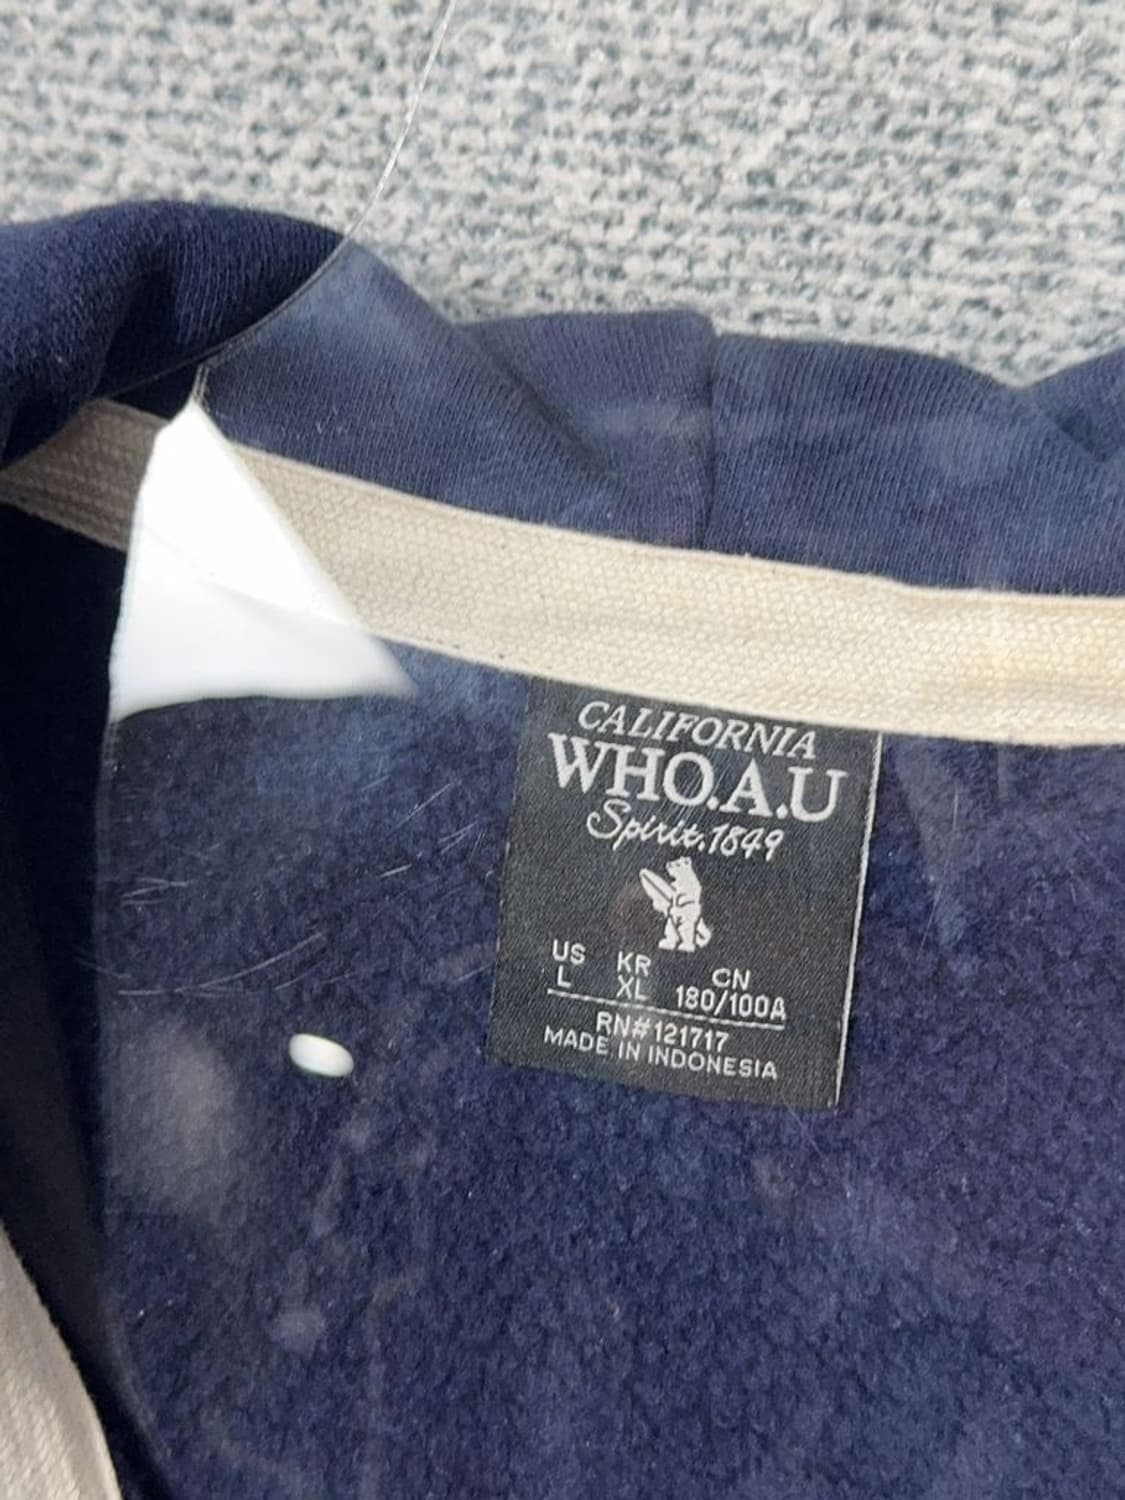 CALIFORNIA
WHO.A.U
Spirit.1849
US KR CN
L XL 180/100A
RN#121717
MADE IN INDONESIA